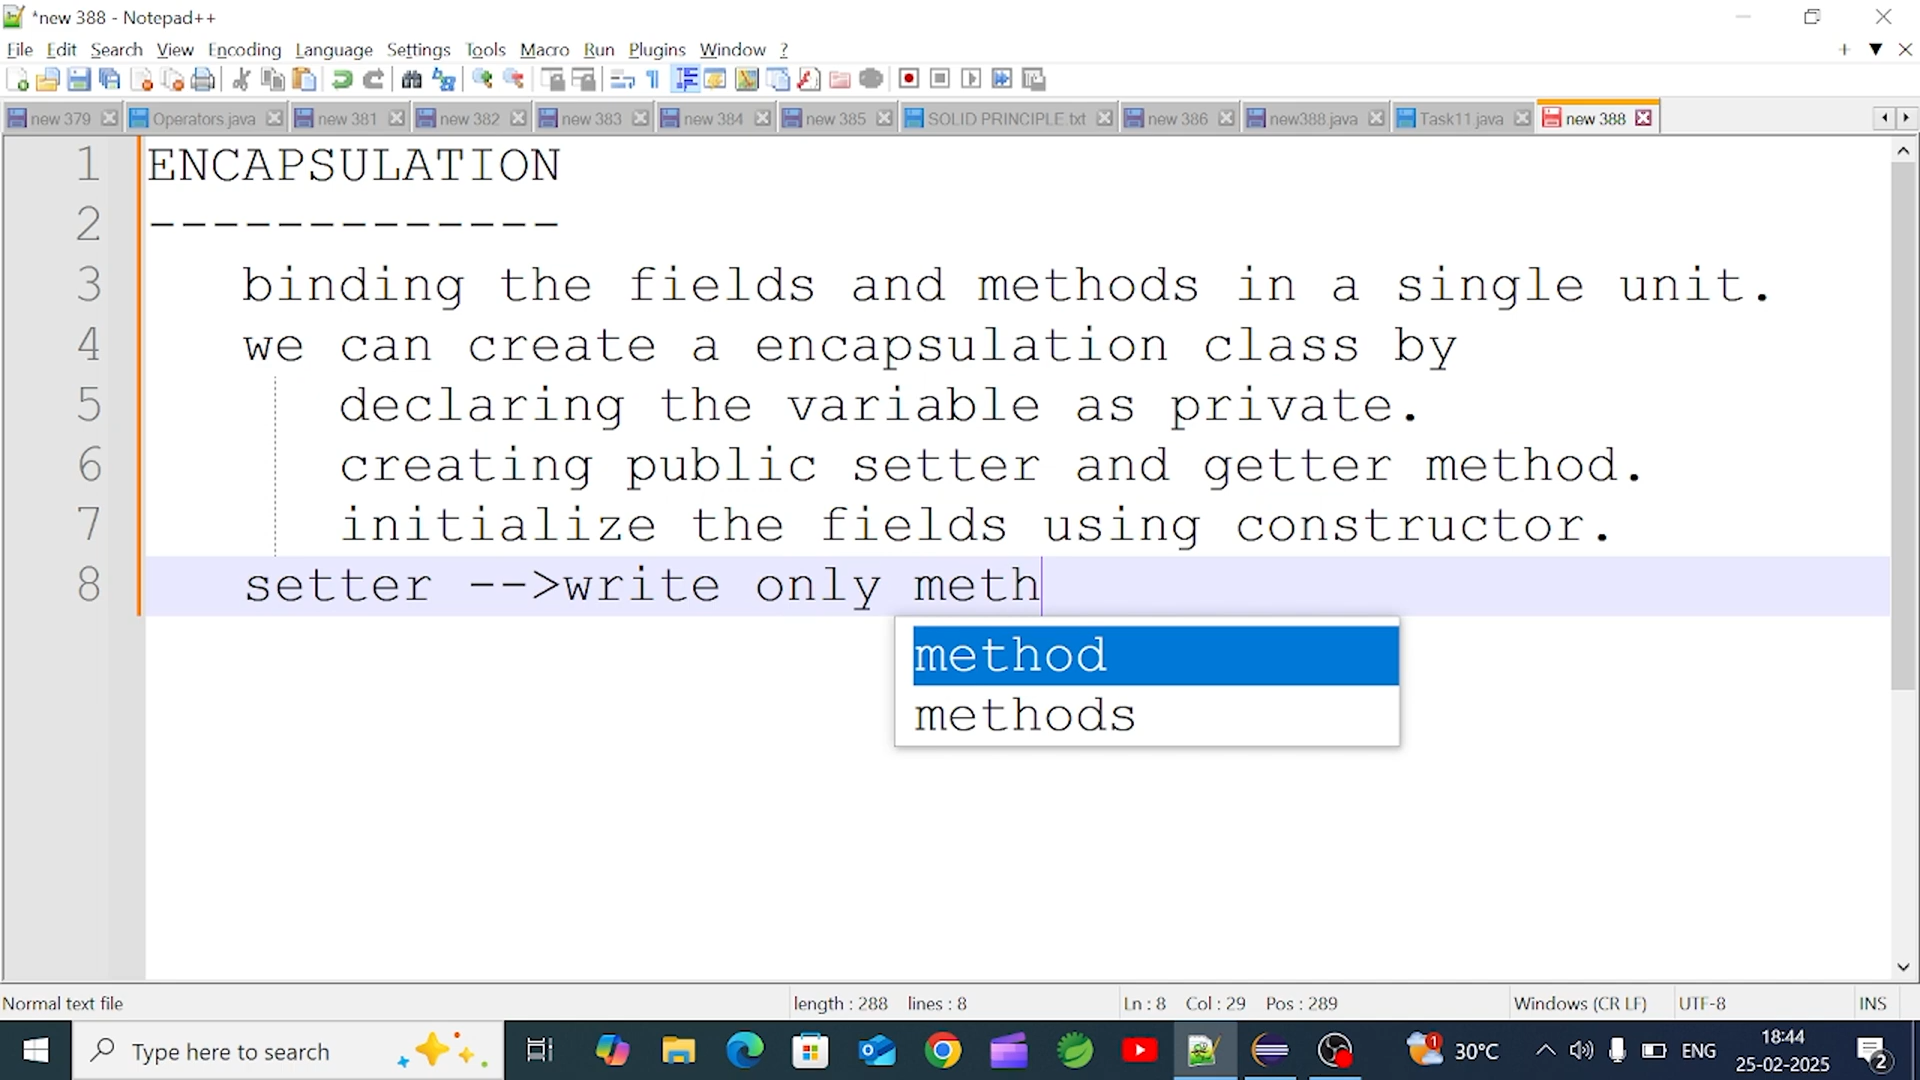 *new 388 - Notepad++
File Edit Search View Encoding Language Settings Tools Macro Run Plugins Window ?
new 379 Operators.java new 381 new 382 new 383 new 384 new 385 SOLID PRINCIPLE.txt new 386 new388.java Task11.java new 388
1 ENCAPSULATION
2 -------------
3 binding the fields and methods in a single unit.
4 we can create a encapsulation class by
5 declaring the variable as private.
6 creating public setter and getter method.
7 initialize the fields using constructor.
8 setter -->write only meth
method
methods
Normal text file length : 288 lines : 8 Ln : 8 Col : 29 Pos : 289 Windows (CR LF) UTF-8 INS
Type here to search 1 30°C ENG 18:44 2
25-02-2025